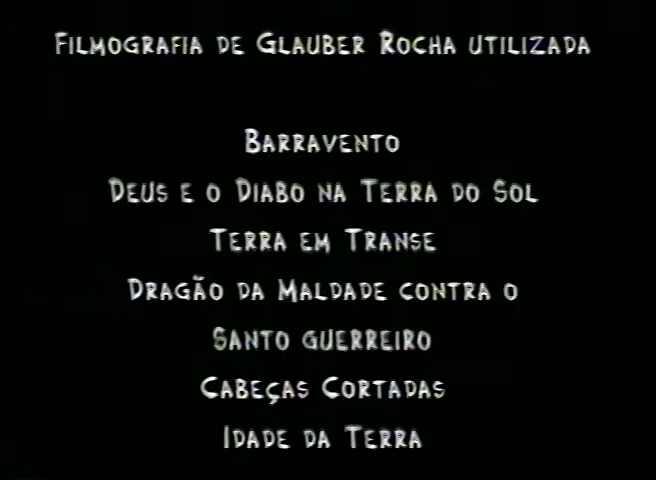 Filmografia de Glauber Rocha utilizada
Barravento
Deus e o Diabo na Terra do Sol
Terra em Transe
Dragão da Maldade contra o
Santo guerreiro
Cabeças Cortadas
Idade da Terra